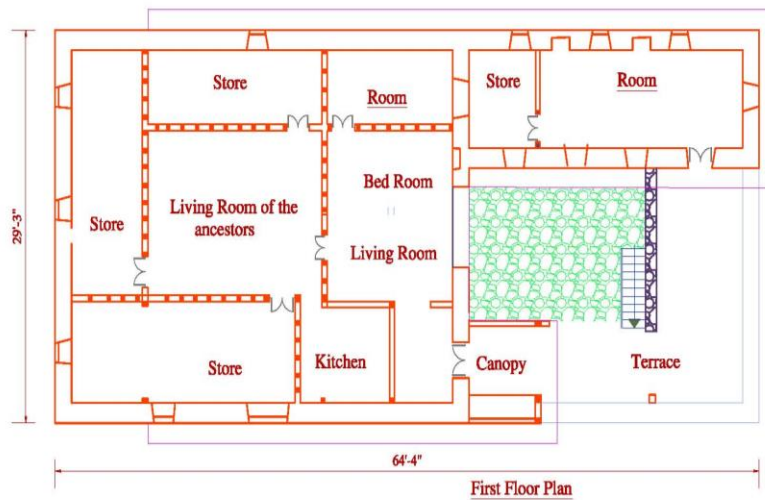 Store
Room
Store
Room
Bed Room
Living Room of the
ancestors
Store
Living Room
29'-3"
Store
Kitchen
Canopy
Terrace
64'-4"
First Floor Plan